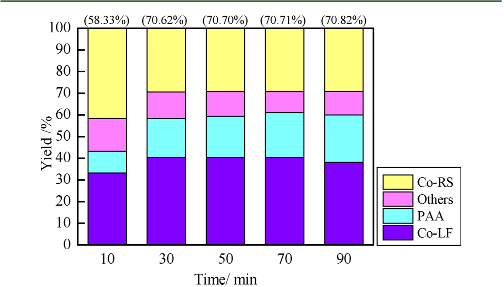 (58.33%) (70.62%) (70.70%) (70.71%) (70.82%)
100
90
80
70
60
50
40
30
20
10
0
Yield /%
10 30 50 70 90
Time/ min
Co-RS
Others
PAA
Co-LF